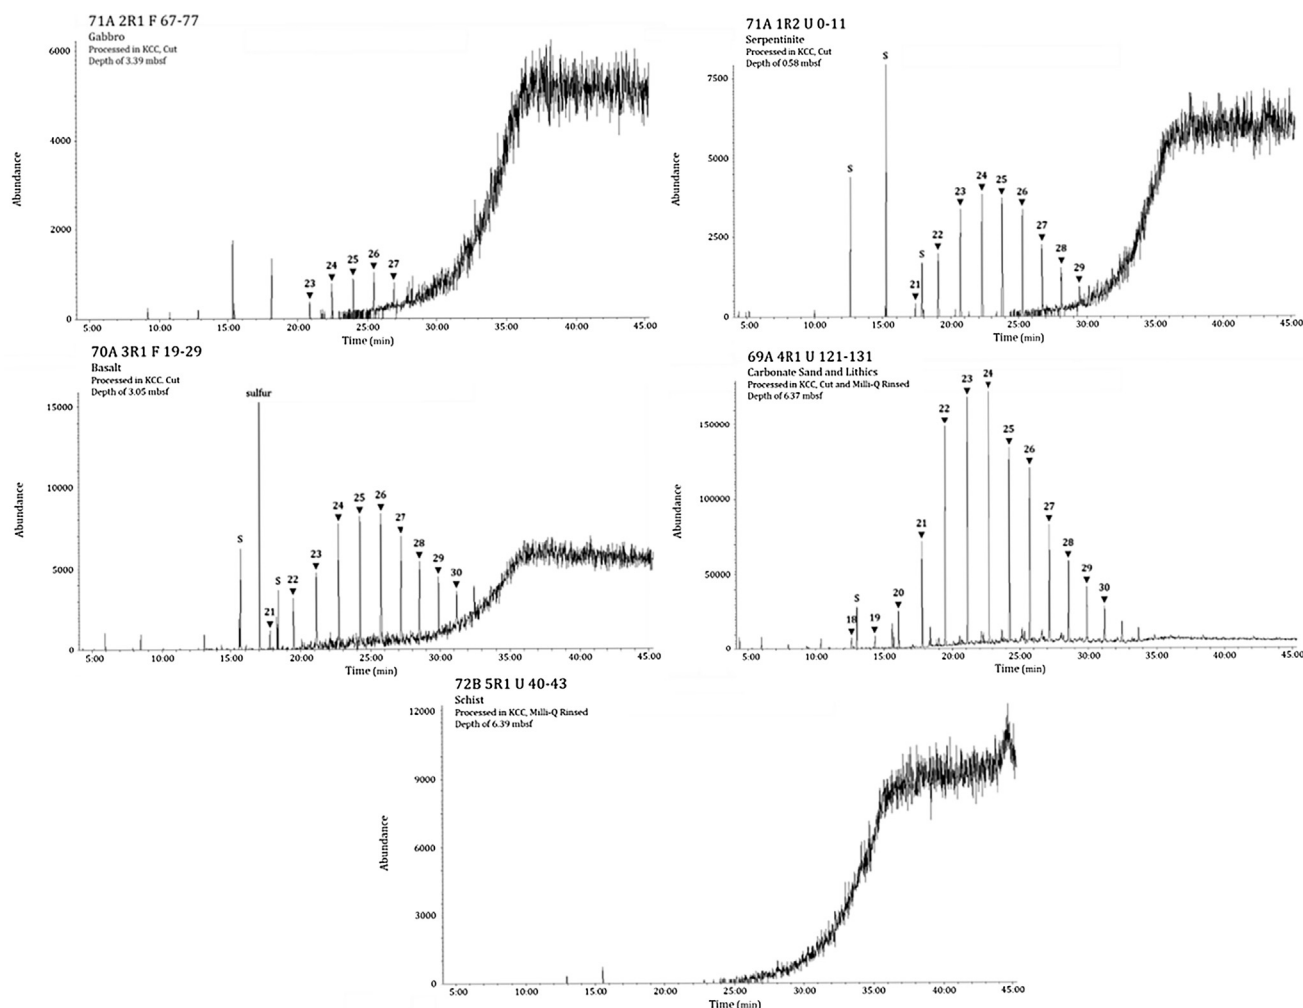 71A 2R1 F 67-77
Gabbro
Processed in KCC, Cut
Depth of 3.39 mbsf
6000
4000
2000
0
Abundance
23
24
25
26
27
5:00
10:00
15:00
20:00
25:00
30:00
35:00
40:00
45:00
Time (min)
71A 1R2 U 0-11
Serpentinite
Processed in KCC, Cut
Depth of 0.58 mbsf
7500
5000
2500
0
Abundance
S
S
21
S
22
23
24
25
26
27
28
29
5:00
10:00
15:00
20:00
25:00
30:00
35:00
40:00
45:00
Time (min)
70A 3R1 F 19-29
Basalt
Processed in KCC, Cut
Depth of 3.05 mbsf
15000
10000
5000
0
Abundance
S
sulfur
21
S
22
23
24
25
26
27
28
29
30
5:00
10:00
15:00
20:00
25:00
30:00
35:00
40:00
45:00
Time (min)
69A 4R1 U 121-131
Carbonate Sand and Lithics
Processed in KCC, Cut and Milli-Q Rinsed
Depth of 6.37 mbsf
150000
100000
50000
0
Abundance
18
S
19
20
21
22
23
24
25
26
27
28
29
30
5:00
10:00
15:00
20:00
25:00
30:00
35:00
40:00
45:00
Time (min)
72B 5R1 U 40-43
Schist
Processed in KCC, Milli-Q Rinsed
Depth of 6.39 mbsf
12000
9000
6000
3000
0
Abundance
5:00
10:00
15:00
20:00
25:00
30:00
35:00
40:00
45:00
Time (min)